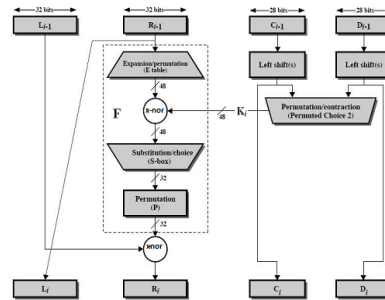 32 bits
32 bits
28 bits
28 bits
Li-1
Ri-1
Ci-1
Di-1
Expansion/permutation
(E table)
Left shift(s)
Left shift(s)
48
F
x-nor
48
Ki
Permutation/contraction
(Permuted Choice 2)
48
Substitution/choice
(S-box)
32
Permutation
(P)
32
xnor
Li
Ri
Ci
Di